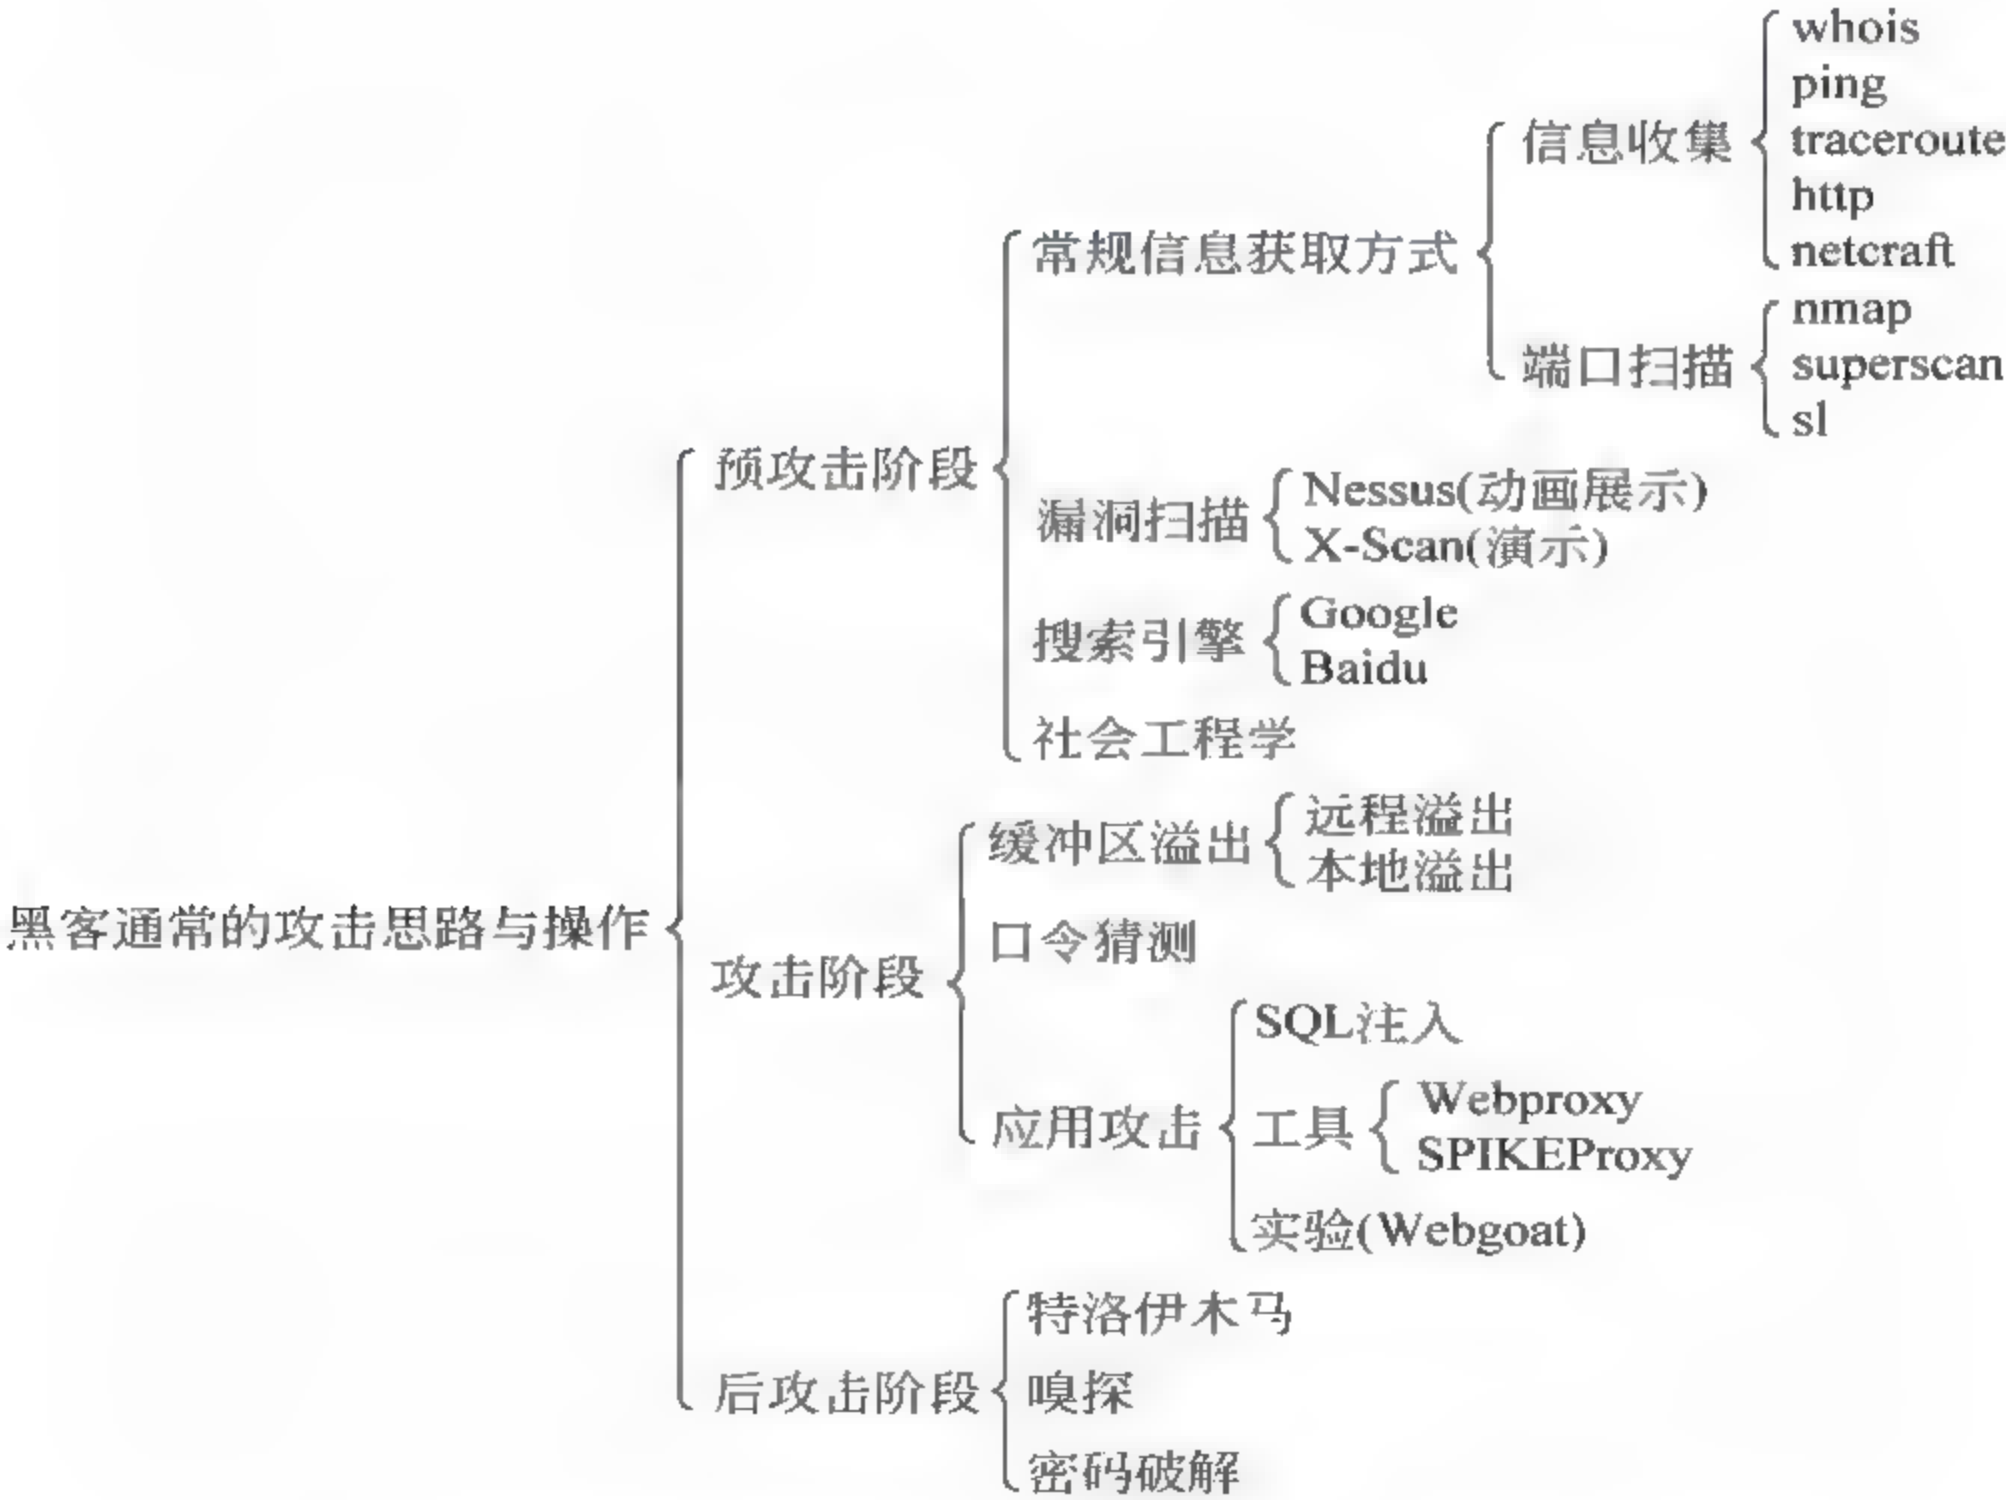 黑客通常的攻击思路与操作
预攻击阶段
常规信息获取方式
信息收集
whois
ping
traceroute
http
netcraft
端口扫描
nmap
superscan
sl
漏洞扫描
Nessus(动画展示)
X-Scan(演示)
搜索引擎
Google
Baidu
社会工程学
攻击阶段
缓冲区溢出
远程溢出
本地溢出
口令猜测
应用攻击
SQL注入
工具
Webproxy
SPIKEProxy
实验(Webgoat)
后攻击阶段
特洛伊木马
嗅探
密码破解